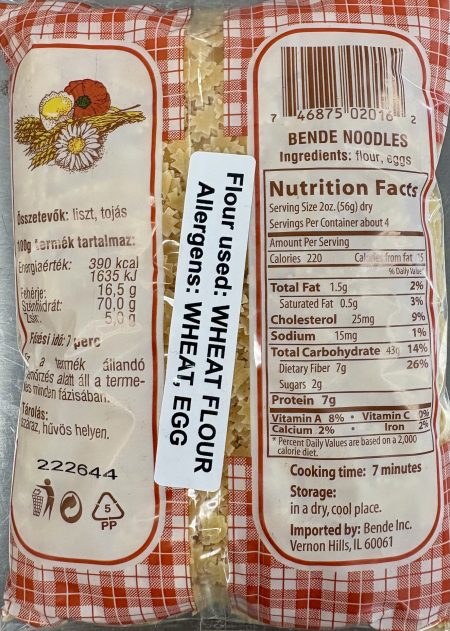 Összetevők: liszt, tojás
100g termék tartalmaz:
Energiaérték: 390 kcal
1635 kJ
Fehérje: 16,5 g
Szénhidrát: 70,0 g
Zsír: 5,0 g
Főzési idő: 7 perc
a termék állandó
ellenőrzés alatt áll a terme-
lés minden fázisában.
Tárolás:
száraz, hűvös helyen.
222644
5
PP
Flour used: WHEAT FLOUR
Allergens: WHEAT, EGG
7 46875 02016 2
BENDE NOODLES
Ingredients: flour, eggs
Nutrition Facts
Serving Size 2oz. (56g) dry
Servings Per Container about 4
Amount Per Serving
Calories 220 Calories from fat 15
% Daily Value*
Total Fat 1.5g 2%
Saturated Fat 0.5g 3%
Cholesterol 25mg 9%
Sodium 15mg 1%
Total Carbohydrate 43g 14%
Dietary Fiber 7g 26%
Sugars 2g
Protein 7g
Vitamin A 8% • Vitamin C 0%
Calcium 2% • Iron 2%
* Percent Daily Values are based on a 2,000
calorie diet.
Cooking time: 7 minutes
Storage:
in a dry, cool place.
Imported by: Bende Inc.
Vernon Hills, IL 60061